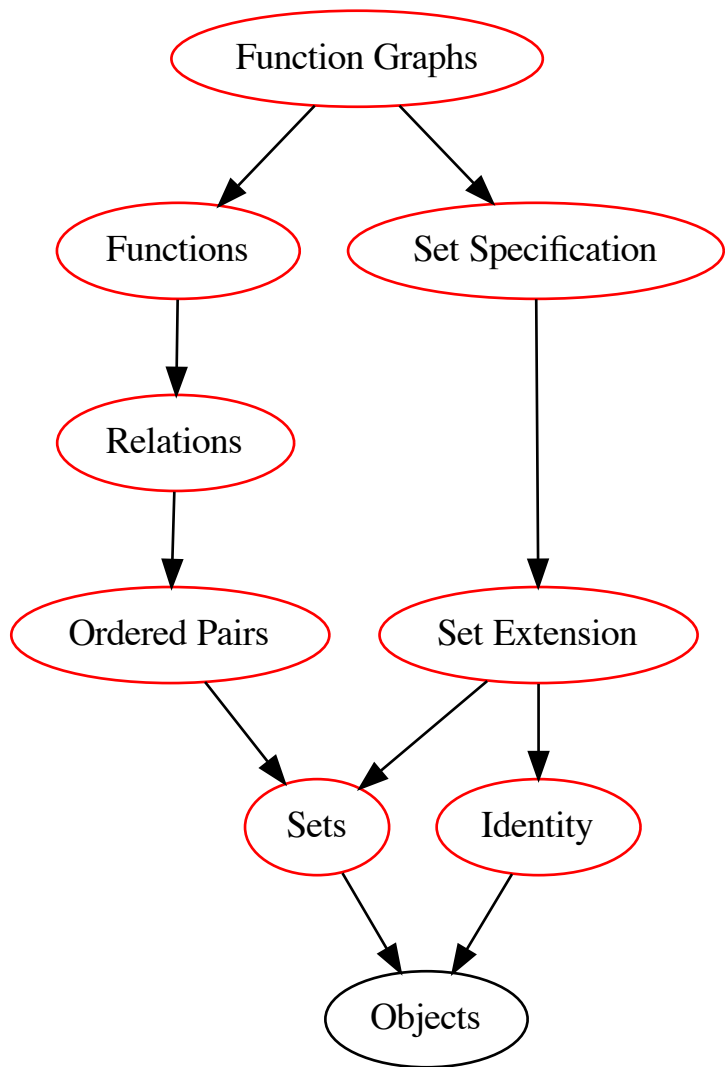 Function Graphs
Functions
Set Specification
Relations
Ordered Pairs
Set Extension
Sets
Identity
Objects